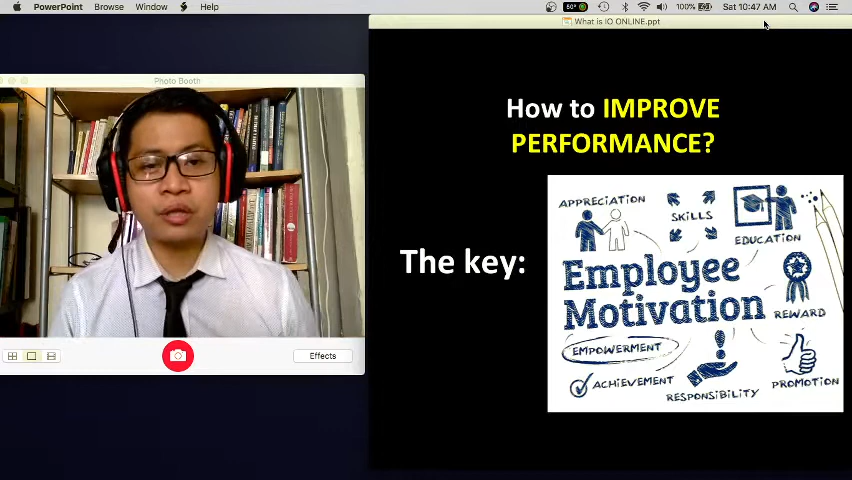 PowerPoint Browse Window Help
50° 100% Sat 10:47 AM
What is IO ONLINE.ppt
Photo Booth
How to IMPROVE
PERFORMANCE?
The key:
APPRECIATION
SKILLS
EDUCATION
Employee
Motivation
REWARD
EMPOWERMENT
ACHIEVEMENT
RESPONSIBILITY
PROMOTION
Effects